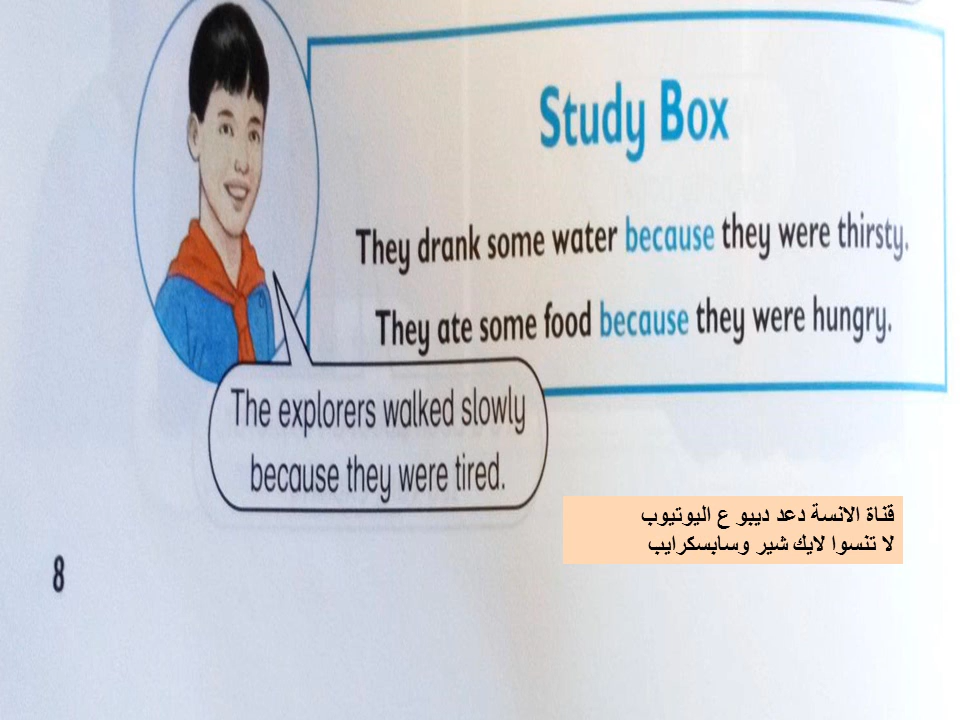 Study Box
They drank some water because they were thirsty.
They ate some food because they were hungry.
The explorers walked slowly
because they were tired.
قناة الانسة دعد ديبو ع اليوتيوب
لا تنسوا لايك شير وسابسكرايب
8